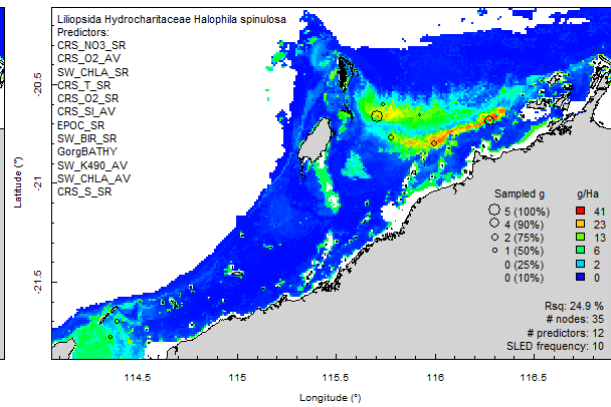 Liliopsida Hydrocharitaceae Halophila spinulosa
Predictors:
CRS_NO3_SR
CRS_O2_AV
SW_CHLA_SR
CRS_T_SR
CRS_O2_SR
CRS_SI_AV
EPOC_SR
SW_BIR_SR
GorgBATHY
SW_K490_AV
SW_CHLA_AV
CRS_S_SR
-20.5
-21
-21.5
Latitude (°)
Sampled g g/Ha
5 (100%) 41
4 (90%) 23
2 (75%) 13
1 (50%) 6
0 (25%) 2
0 (10%) 0
Rsq: 24.9 %
# nodes: 35
# predictors: 12
SLED frequency: 10
114.5 115 115.5 116 116.5
Longitude (°)